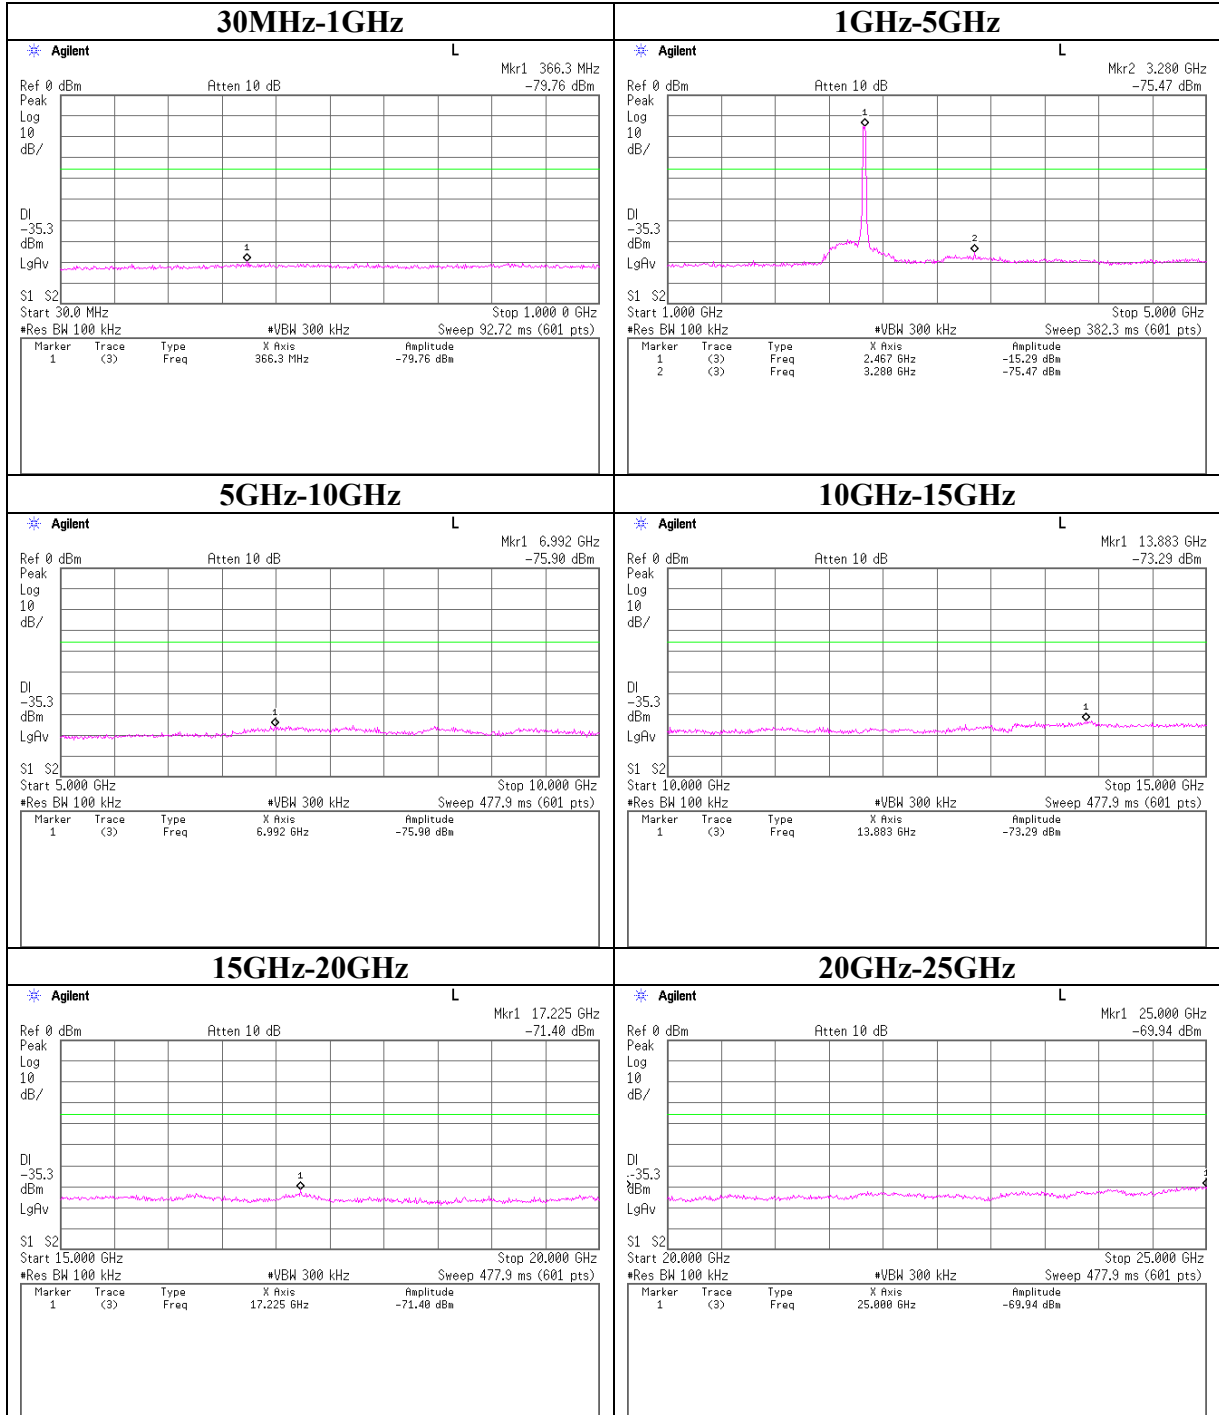 30MHz-1GHz
Agilent L
Mkr1 366.3 MHz
Ref 0 dBm Atten 10 dB -79.76 dBm
Peak
Log
10
dB/
DI
-35.3
dBm
LgAv
1
S1 S2
Start 30.0 MHz Stop 1.000 0 GHz
#Res BW 100 kHz #VBW 300 kHz Sweep 92.72 ms (601 pts)
Marker Trace Type X Axis Amplitude
1 (3) Freq 366.3 MHz -79.76 dBm
1GHz-5GHz
Agilent L
Mkr2 3.280 GHz
Ref 0 dBm Atten 10 dB -75.47 dBm
Peak
Log
10
dB/
1
DI
-35.3
dBm
LgAv
2
S1 S2
Start 1.000 GHz Stop 5.000 GHz
#Res BW 100 kHz #VBW 300 kHz Sweep 382.3 ms (601 pts)
Marker Trace Type X Axis Amplitude
1 (3) Freq 2.467 GHz -15.29 dBm
2 (3) Freq 3.280 GHz -75.47 dBm
5GHz-10GHz
Agilent L
Mkr1 6.992 GHz
Ref 0 dBm Atten 10 dB -75.90 dBm
Peak
Log
10
dB/
DI
-35.3
dBm
LgAv
1
S1 S2
Start 5.000 GHz Stop 10.000 GHz
#Res BW 100 kHz #VBW 300 kHz Sweep 477.9 ms (601 pts)
Marker Trace Type X Axis Amplitude
1 (3) Freq 6.992 GHz -75.90 dBm
10GHz-15GHz
Agilent L
Mkr1 13.883 GHz
Ref 0 dBm Atten 10 dB -73.29 dBm
Peak
Log
10
dB/
DI
-35.3
dBm
LgAv
1
S1 S2
Start 10.000 GHz Stop 15.000 GHz
#Res BW 100 kHz #VBW 300 kHz Sweep 477.9 ms (601 pts)
Marker Trace Type X Axis Amplitude
1 (3) Freq 13.883 GHz -73.29 dBm
15GHz-20GHz
Agilent L
Mkr1 17.225 GHz
Ref 0 dBm Atten 10 dB -71.40 dBm
Peak
Log
10
dB/
DI
-35.3
dBm
LgAv
1
S1 S2
Start 15.000 GHz Stop 20.000 GHz
#Res BW 100 kHz #VBW 300 kHz Sweep 477.9 ms (601 pts)
Marker Trace Type X Axis Amplitude
1 (3) Freq 17.225 GHz -71.40 dBm
20GHz-25GHz
Agilent L
Mkr1 25.000 GHz
Ref 0 dBm Atten 10 dB -69.94 dBm
Peak
Log
10
dB/
DI
-35.3
dBm
LgAv
1
S1 S2
Start 20.000 GHz Stop 25.000 GHz
#Res BW 100 kHz #VBW 300 kHz Sweep 477.9 ms (601 pts)
Marker Trace Type X Axis Amplitude
1 (3) Freq 25.000 GHz -69.94 dBm